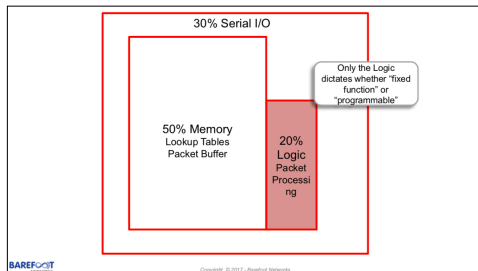 30% Serial I/O
Only the Logic
dictates whether “fixed
function” or
“programmable”
50% Memory
Lookup Tables
Packet Buffer
20%
Logic
Packet
Processi
ng
BAREFOOT
Copyright © 2017 - Barefoot Networks